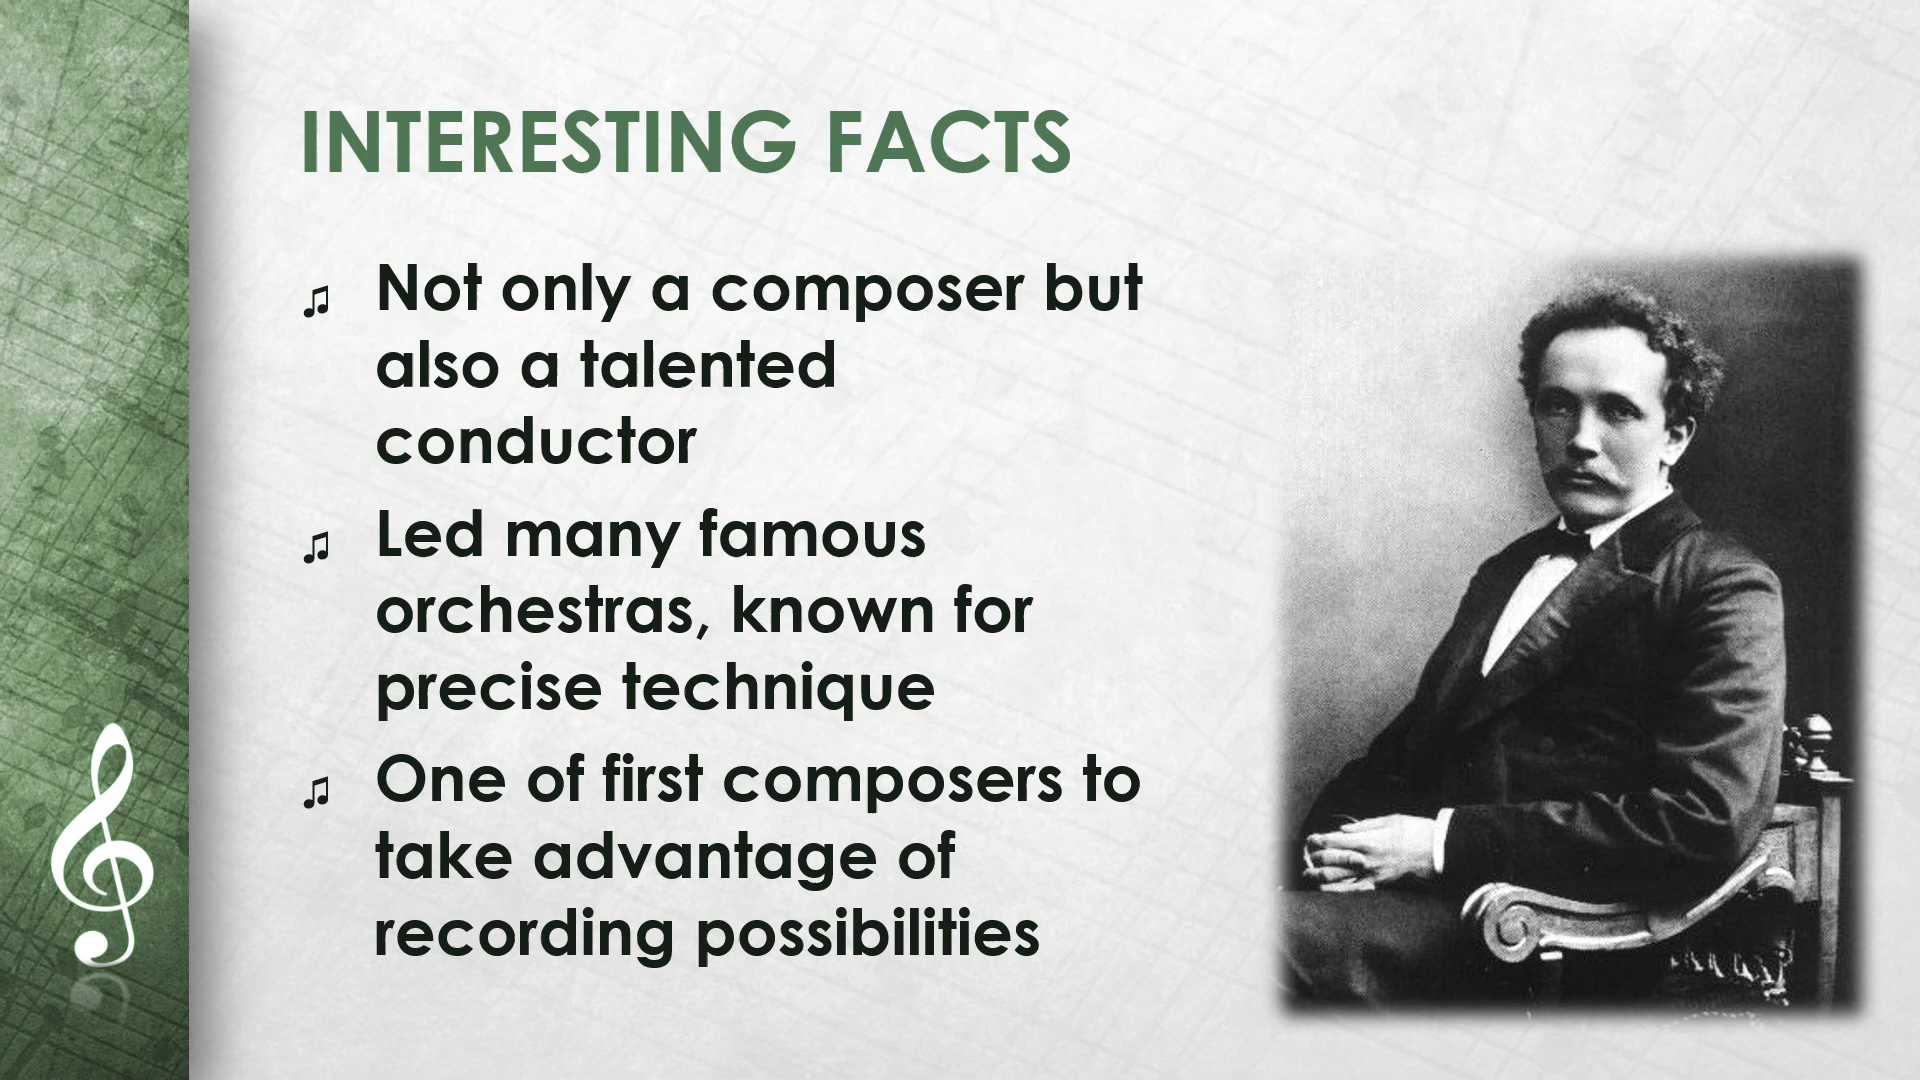 INTERESTING FACTS
♫ Not only a composer but
also a talented
conductor
♫ Led many famous
orchestras, known for
precise technique
♫ One of first composers to
take advantage of
recording possibilities